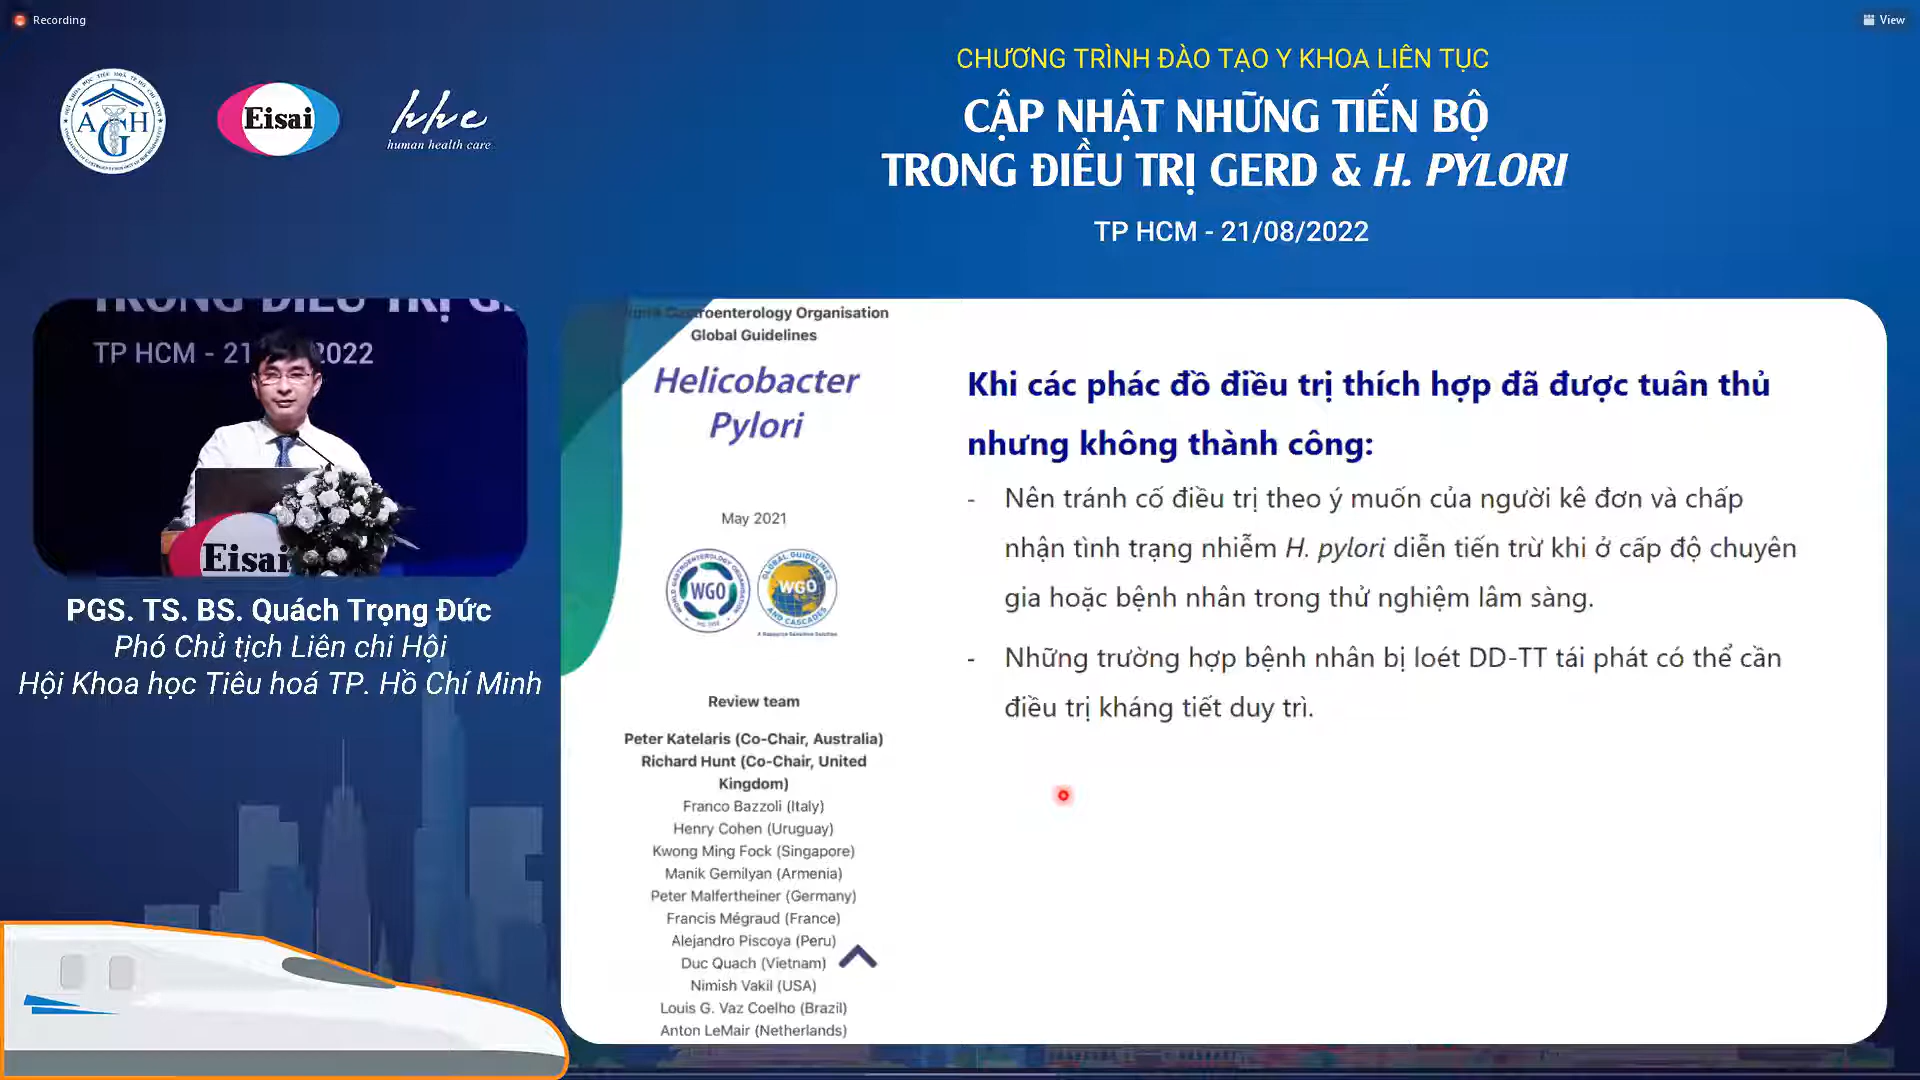 Recording
View
CHƯƠNG TRÌNH ĐÀO TẠO Y KHOA LIÊN TỤC
CẬP NHẬT NHỮNG TIẾN BỘ
TRONG ĐIỀU TRỊ GERD & H. PYLORI
TP HCM - 21/08/2022
AGH
Eisai
hhc
human health care
TP HCM - 21 2022
Eisai
PGS. TS. BS. Quách Trọng Đức
Phó Chủ tịch Liên chi Hội
Hội Khoa học Tiêu hoá TP. Hồ Chí Minh
Gastroenterology Organisation
Global Guidelines
Helicobacter
Pylori
May 2021
WGO
WGO
Review team
Peter Katelaris (Co-Chair, Australia)
Richard Hunt (Co-Chair, United
Kingdom)
Franco Bazzoli (Italy)
Henry Cohen (Uruguay)
Kwong Ming Fock (Singapore)
Manik Gemilyan (Armenia)
Peter Malfertheiner (Germany)
Francis Mégraud (France)
Alejandro Piscoya (Peru)
Duc Quach (Vietnam)
Nimish Vakil (USA)
Louis G. Vaz Coelho (Brazil)
Anton LeMair (Netherlands)
Khi các phác đồ điều trị thích hợp đã được tuân thủ
nhưng không thành công:
- Nên tránh cố điều trị theo ý muốn của người kê đơn và chấp
nhận tình trạng nhiễm H. pylori diễn tiến trừ khi ở cấp độ chuyên
gia hoặc bệnh nhân trong thử nghiệm lâm sàng.
- Những trường hợp bệnh nhân bị loét DD-TT tái phát có thể cần
điều trị kháng tiết duy trì.